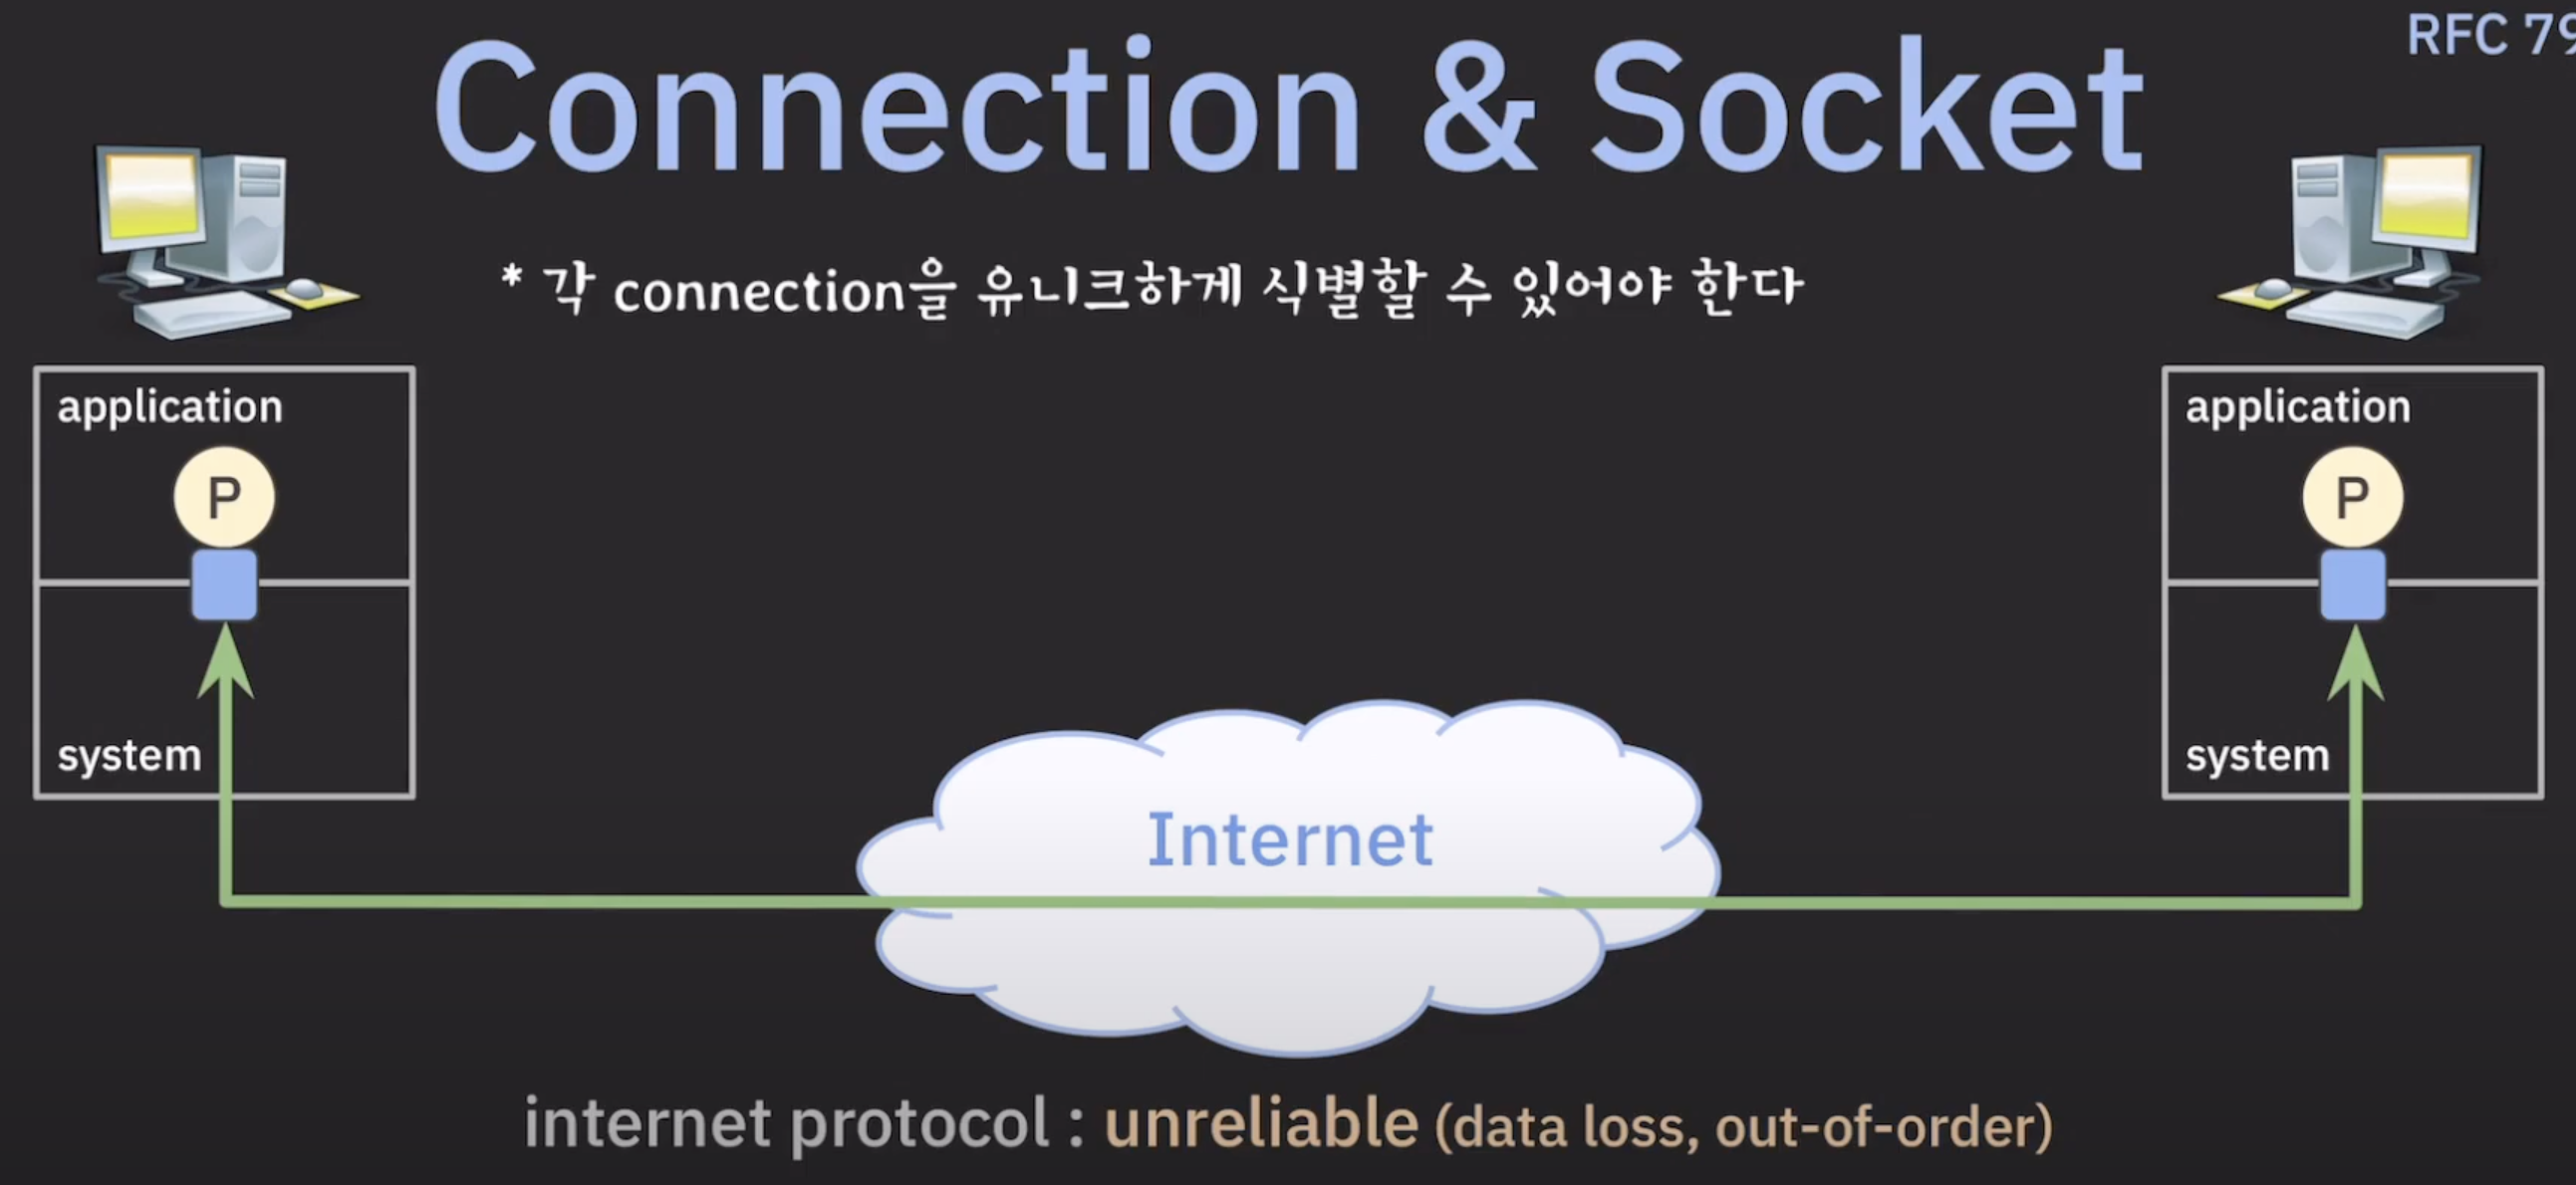 RFC 79
Connection & Socket
* 각 connection을 유니크하게 식별할 수 있어야 한다
application
P
system
application
P
system
Internet
internet protocol : unreliable (data loss, out-of-order)